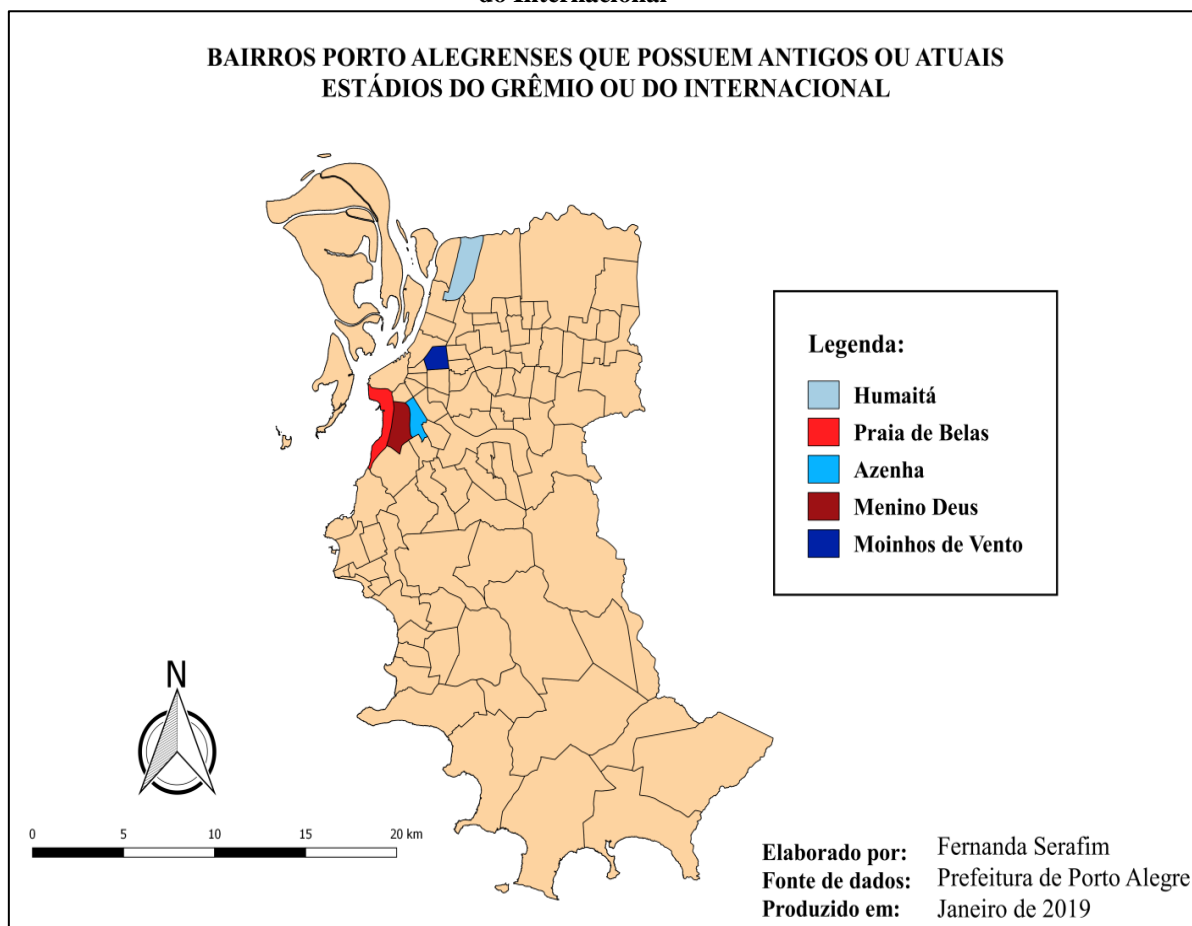 do Internacional
BAIRROS PORTO ALEGRENSES QUE POSSUEM ANTIGOS OU ATUAIS
ESTÁDIOS DO GRÊMIO OU DO INTERNACIONAL
Legenda:
Humaitá
Praia de Belas
Azenha
Menino Deus
Moinhos de Vento
N
0 5 10 15 20 km
Elaborado por: Fernanda Serafim
Fonte de dados: Prefeitura de Porto Alegre
Produzido em: Janeiro de 2019